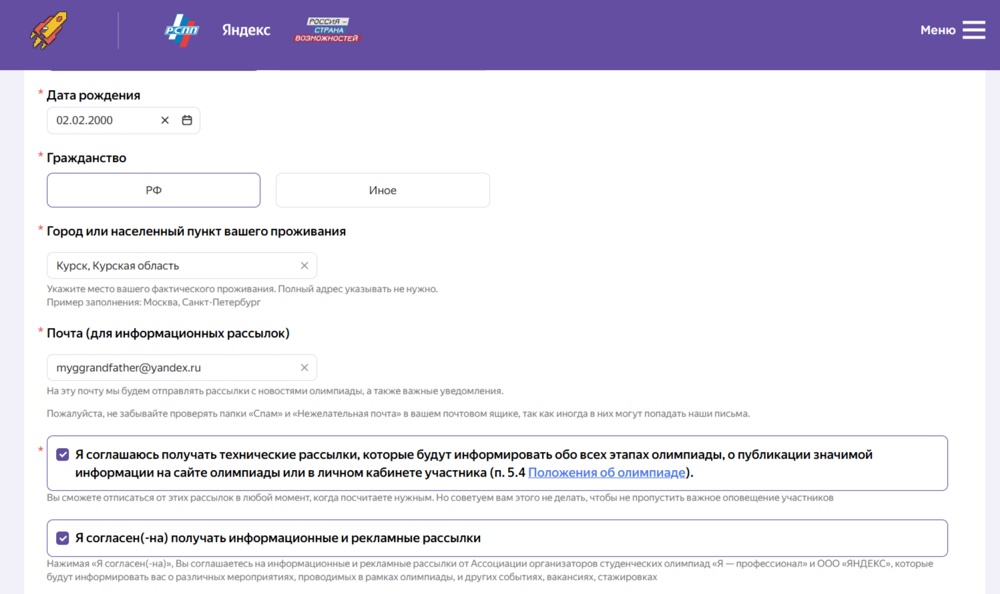 РСПП
Яндекс
РОССИЯ –
СТРАНА
ВОЗМОЖНОСТЕЙ
Меню
* Дата рождения
02.02.2000
* Гражданство
РФ
Иное
* Город или населенный пункт вашего проживания
Курск, Курская область
Укажите место вашего фактического проживания. Полный адрес указывать не нужно.
Пример заполнения: Москва, Санкт-Петербург
* Почта (для информационных рассылок)
myggrandfather@yandex.ru
На эту почту мы будем отправлять рассылки с новостями олимпиады, а также важные уведомления.
Пожалуйста, не забывайте проверять папки «Спам» и «Нежелательная почта» в вашем почтовом ящике, так как иногда в них могут попадать наши письма.
* Я соглашаюсь получать технические рассылки, которые будут информировать обо всех этапах олимпиады, о публикации значимой
информации на сайте олимпиады или в личном кабинете участника (п. 5.4 Положения об олимпиаде).
Вы сможете отписаться от этих рассылок в любой момент, когда посчитаете нужным. Но советуем вам этого не делать, чтобы не пропустить важное оповещение участников
Я согласен(-на) получать информационные и рекламные рассылки
Нажимая «Я согласен(-на)», Вы соглашаетесь на информационные и рекламные рассылки от Ассоциации организаторов студенческих олимпиад «Я — профессионал» и ООО «ЯНДЕКС», которые
будут информировать вас о различных мероприятиях, проводимых в рамках олимпиады, и других событиях, вакансиях, стажировках